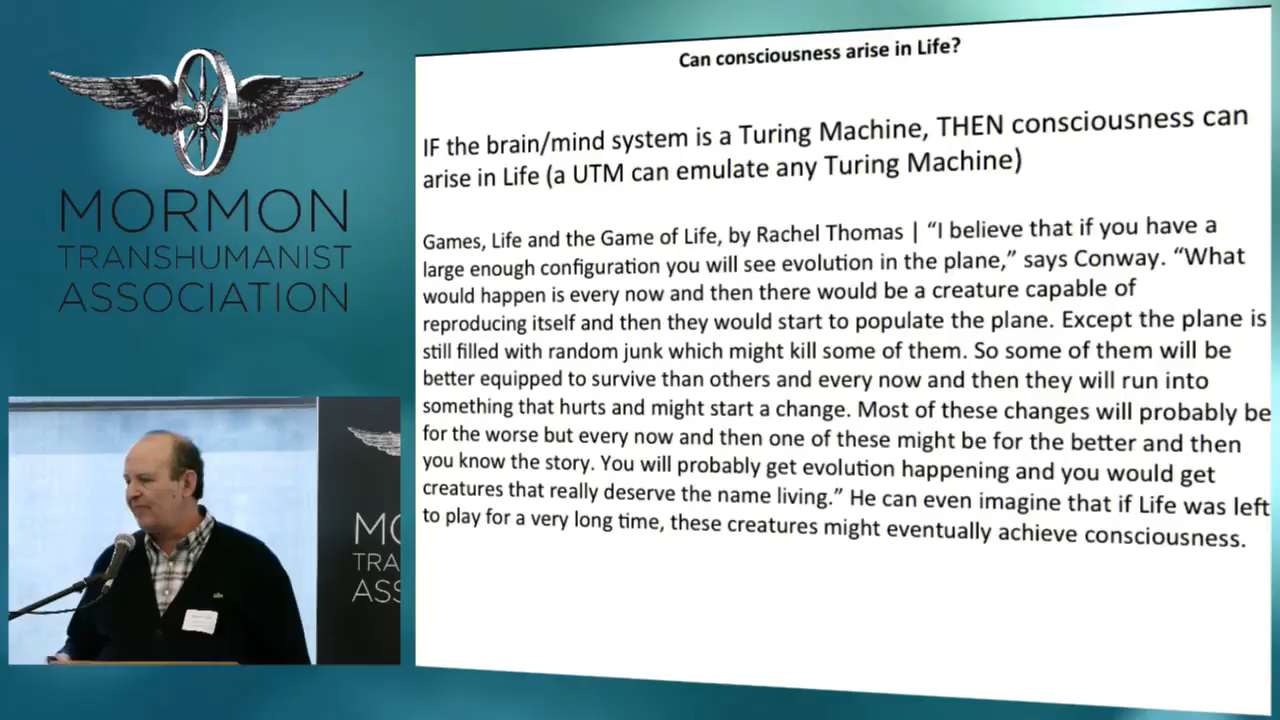 MORMON
TRANSHUMANIST
ASSOCIATION
Can consciousness arise in Life?
IF the brain/mind system is a Turing Machine, THEN consciousness can
arise in Life (a UTM can emulate any Turing Machine)
Games, Life and the Game of Life, by Rachel Thomas | “I believe that if you have a
large enough configuration you will see evolution in the plane,” says Conway. “What
would happen is every now and then there would be a creature capable of
reproducing itself and then they would start to populate the plane. Except the plane is
still filled with random junk which might kill some of them. So some of them will be
better equipped to survive than others and every now and then they will run into
something that hurts and might start a change. Most of these changes will probably be
for the worse but every now and then one of these might be for the better and then
you know the story. You will probably get evolution happening and you would get
creatures that really deserve the name living.” He can even imagine that if Life was left
to play for a very long time, these creatures might eventually achieve consciousness.
MO
TRA
ASS